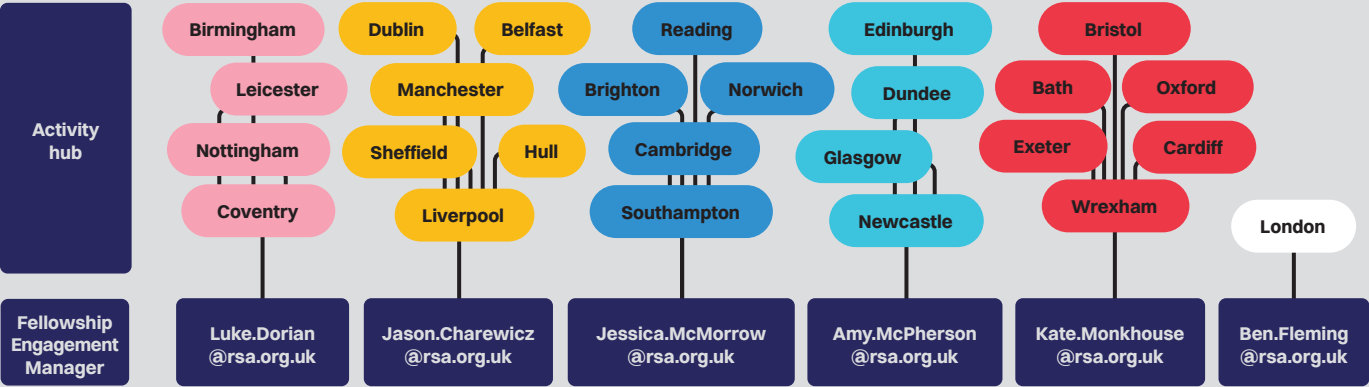 Activity
hub
Birmingham
Leicester
Nottingham
Coventry
Dublin
Belfast
Manchester
Sheffield
Hull
Liverpool
Reading
Brighton
Norwich
Cambridge
Southampton
Edinburgh
Dundee
Glasgow
Newcastle
Bristol
Bath
Oxford
Exeter
Cardiff
Wrexham
London
Fellowship
Engagement
Manager
Luke.Dorian
@rsa.org.uk
Jason.Charewicz
@rsa.org.uk
Jessica.McMorrow
@rsa.org.uk
Amy.McPherson
@rsa.org.uk
Kate.Monkhouse
@rsa.org.uk
Ben.Fleming
@rsa.org.uk